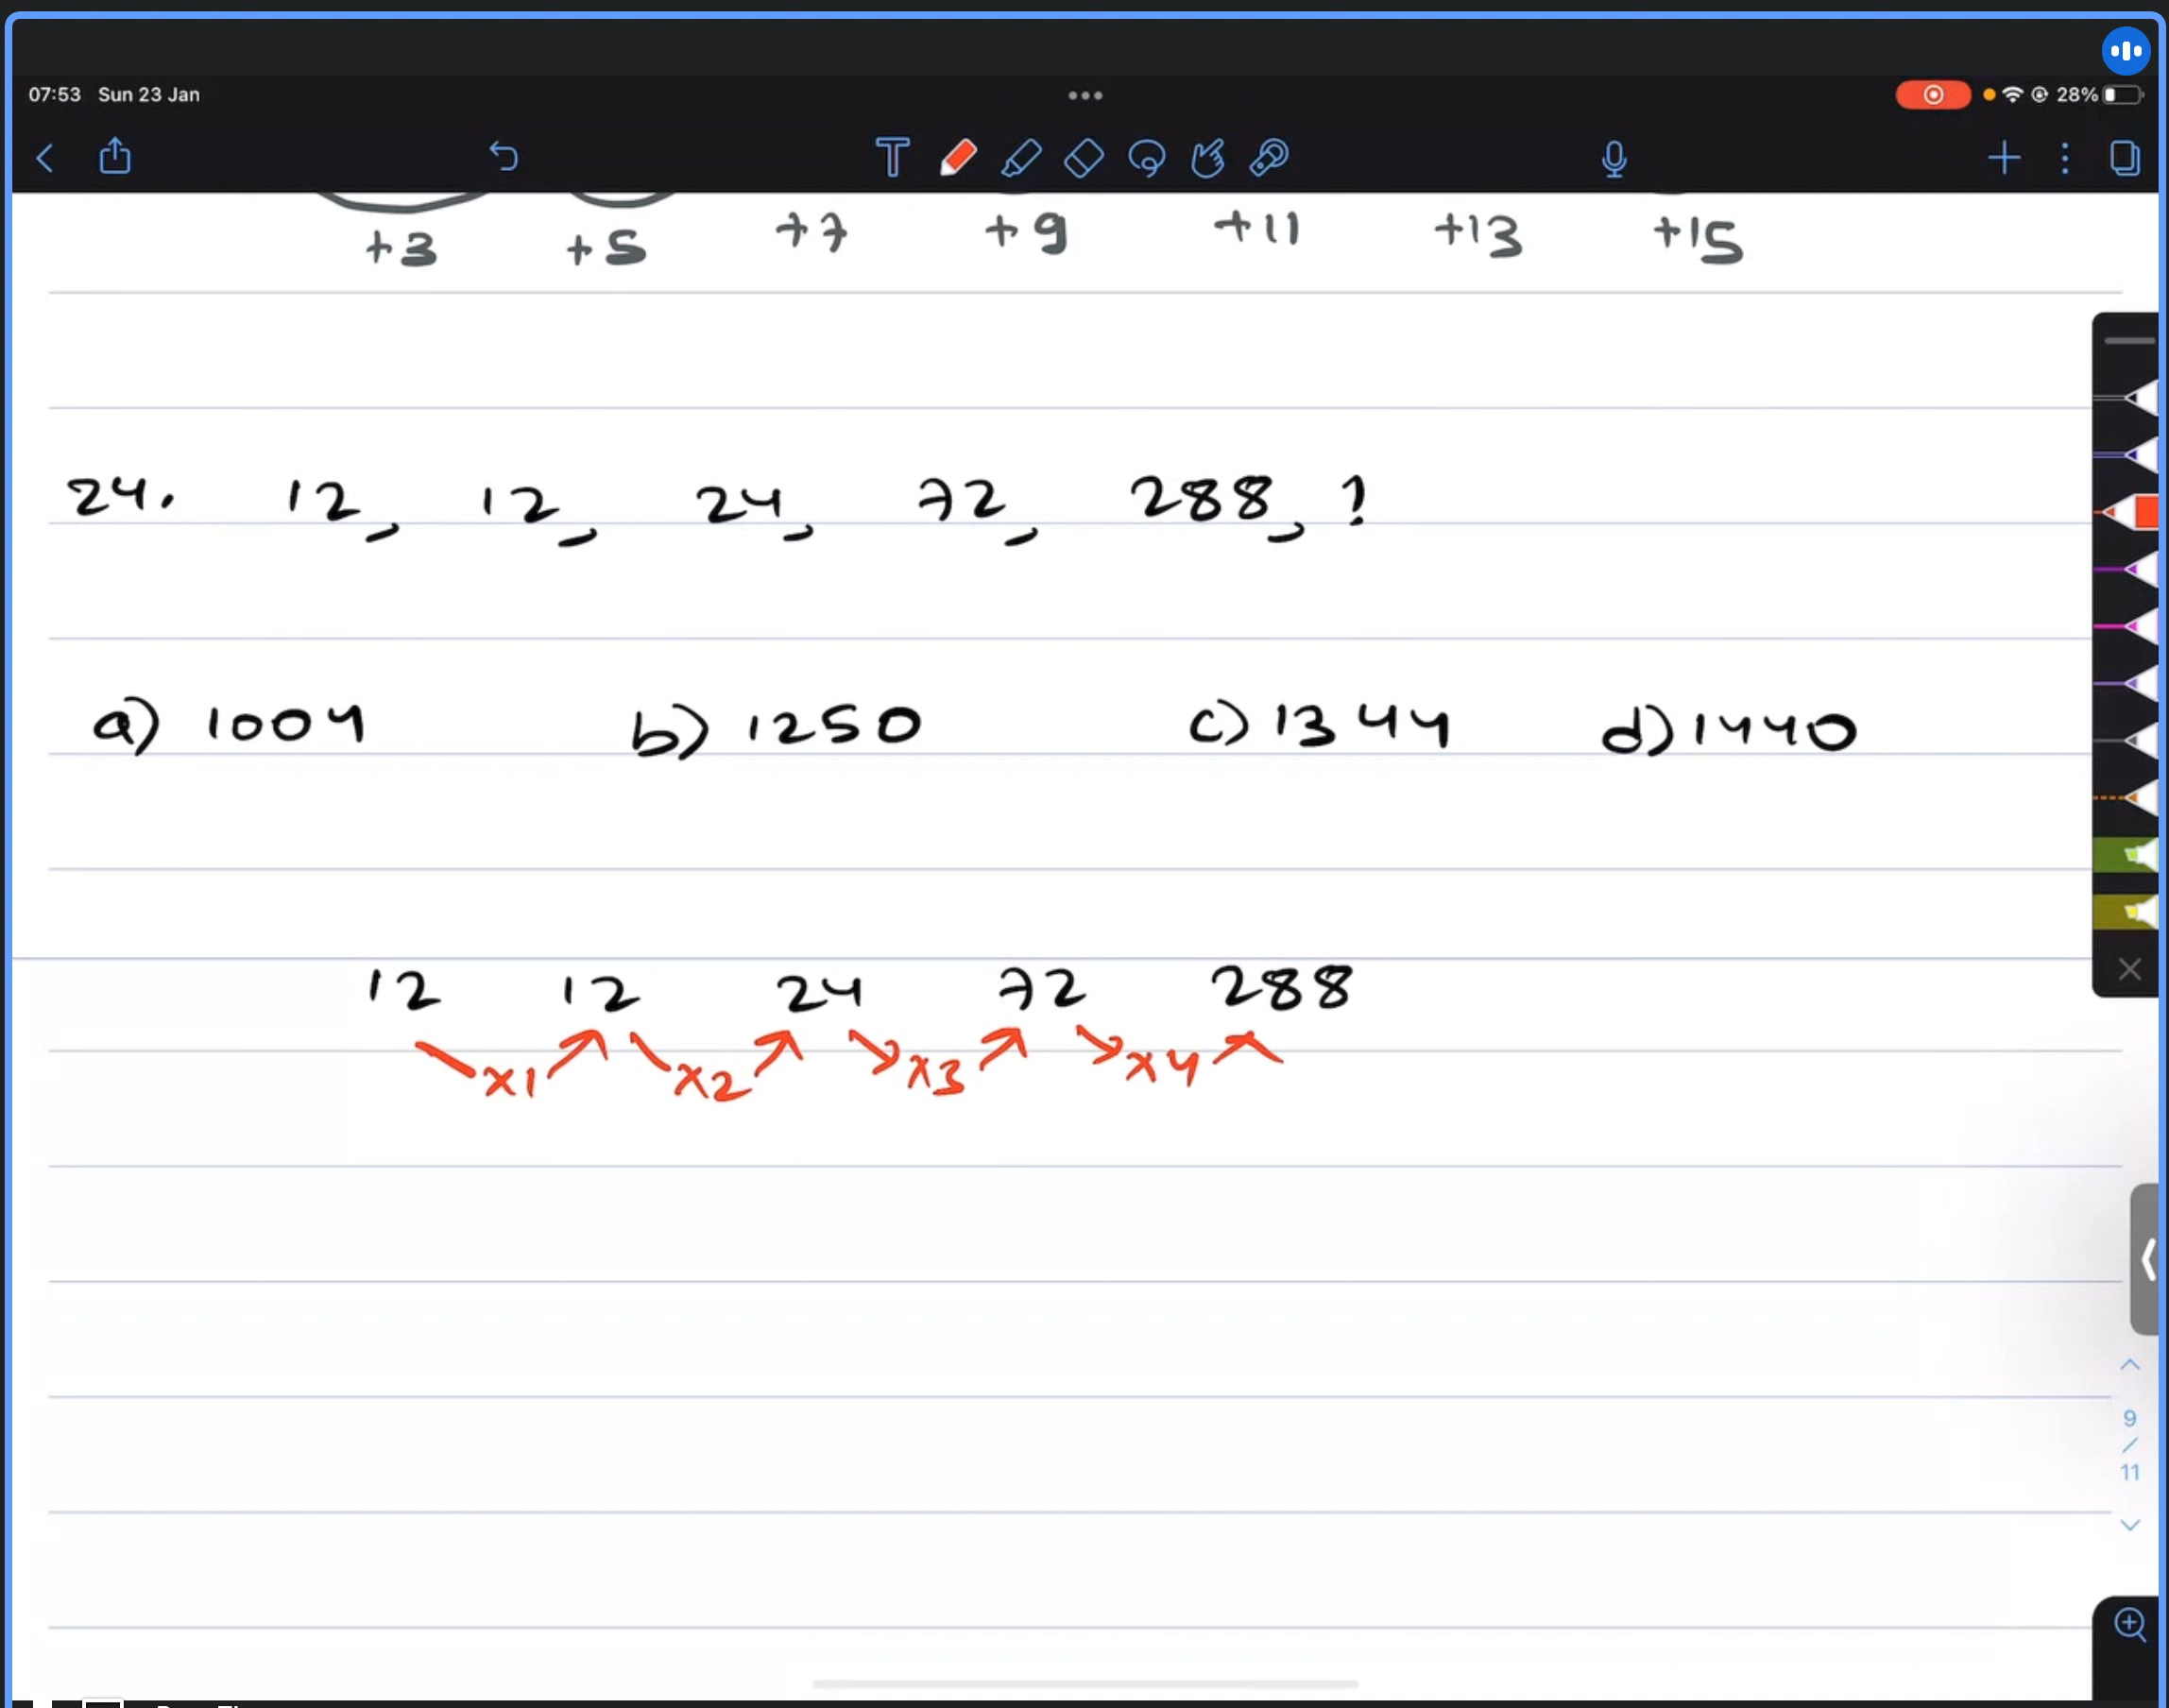 07:53 Sun 23 Jan 28%
T
+3 +5 +7 +9 +11 +13 +15
24. 12, 12, 24, 72, 288, ?
a) 1004 b) 1250 c) 1344 d) 1440
12 12 24 72 288
x1 x2 x3 x4
9
/
11